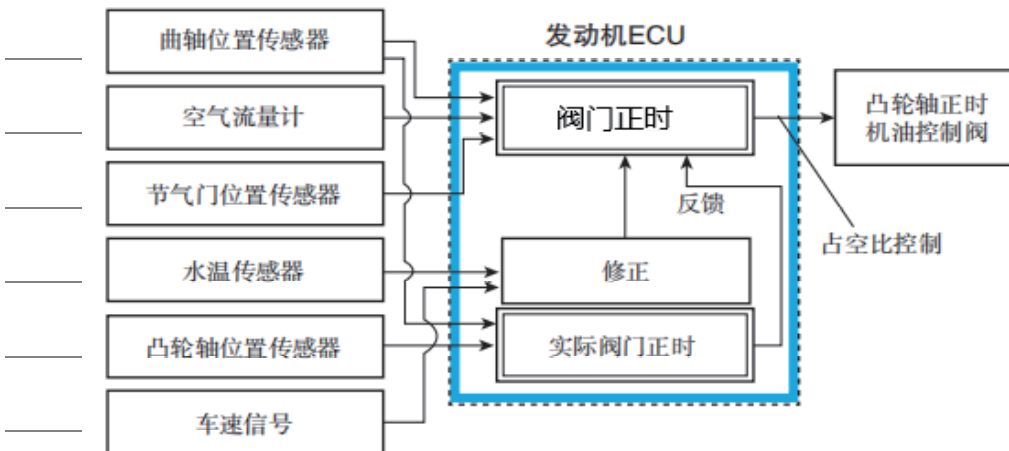 曲轴位置传感器
空气流量计
节气门位置传感器
水温传感器
凸轮轴位置传感器
车速信号
发动机ECU
阀门正时
反馈
修正
实际阀门正时
凸轮轴正时
机油控制阀
占空比控制